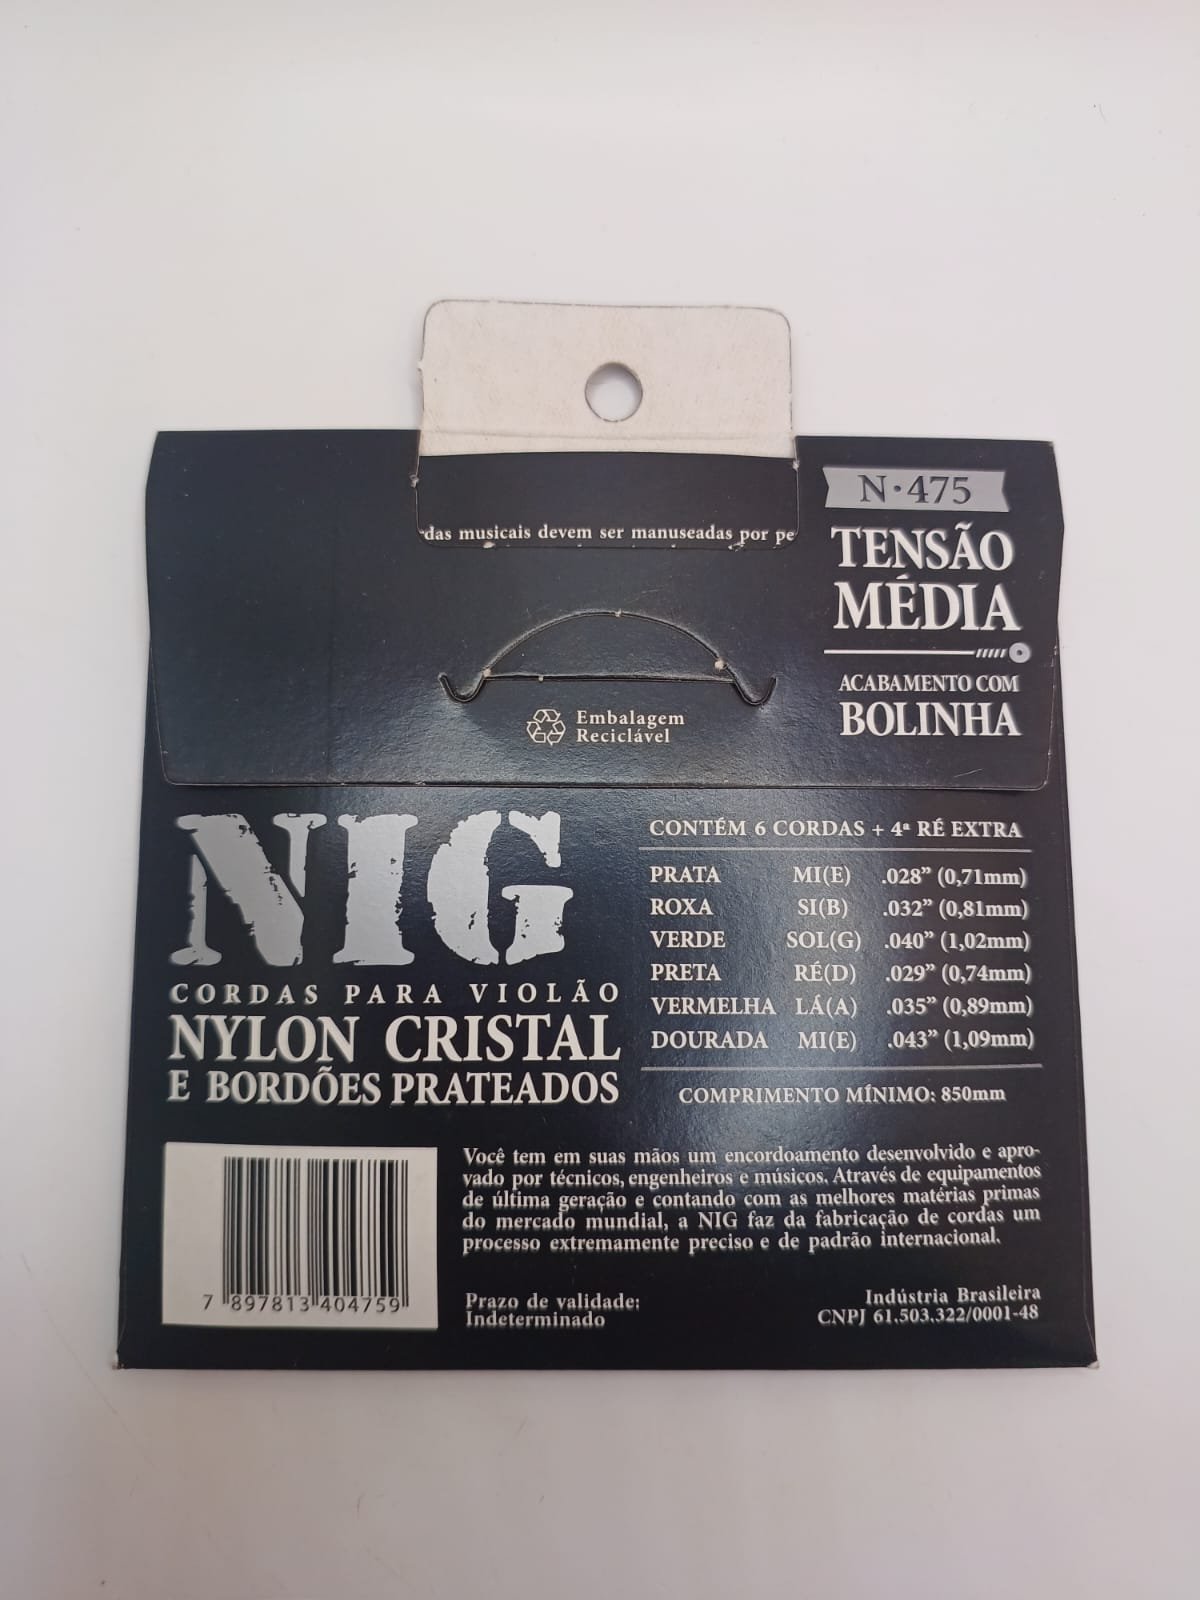 das musicais devem ser manuseadas por pe
N·475
TENSÃO
MÉDIA
ACABAMENTO COM
BOLINHA
Embalagem
Reciclável
NIG
CORDAS PARA VIOLÃO
NYLON CRISTAL
E BORDÕES PRATEADOS
CONTÉM 6 CORDAS + 4ª RÉ EXTRA
PRATA MI(E) .028” (0,71mm)
ROXA SI(B) .032” (0,81mm)
VERDE SOL(G) .040” (1,02mm)
PRETA RÉ(D) .029” (0,74mm)
VERMELHA LÁ(A) .035” (0,89mm)
DOURADA MI(E) .043” (1,09mm)
COMPRIMENTO MÍNIMO: 850mm
Você tem em suas mãos um encordoamento desenvolvido e apro-
vado por técnicos, engenheiros e músicos. Através de equipamentos
de última geração e contando com as melhores matérias primas
do mercado mundial, a NIG faz da fabricação de cordas um
processo extremamente preciso e de padrão internacional.
7 897813 404759
Prazo de validade:
Indeterminado
Indústria Brasileira
CNPJ 61.503.322/0001-48